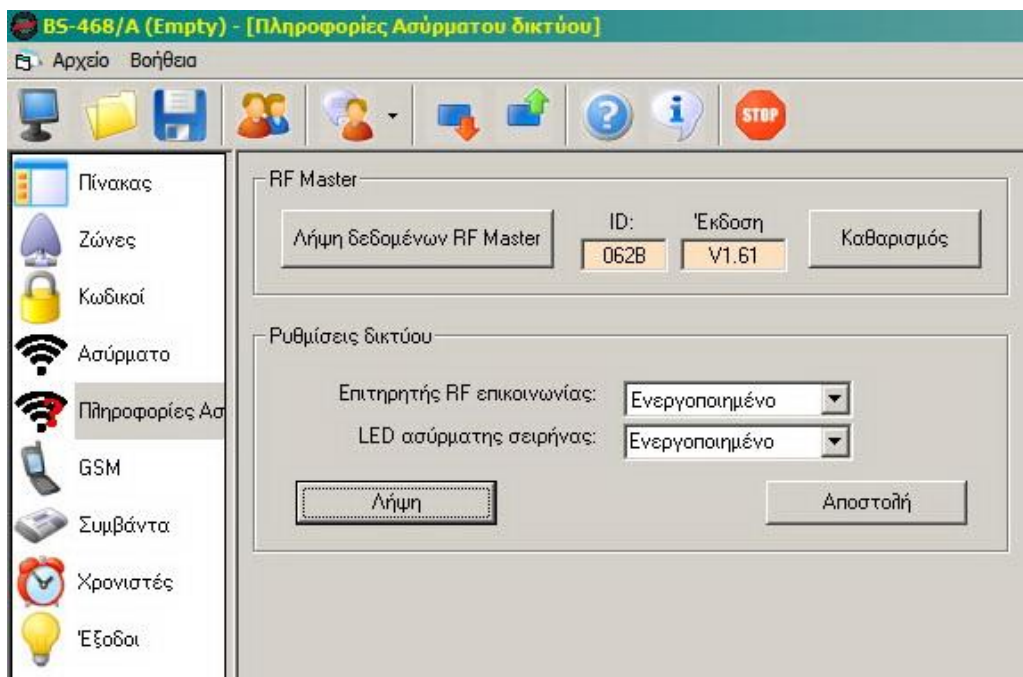 BS-468/A (Empty) - [Πληροφορίες Ασύρματου δικτύου]
Αρχείο Βοήθεια
STOP
Πίνακας
Ζώνες
Κωδικοί
Ασύρματο
Πληροφορίες Ασ
GSM
Συμβάντα
Χρονιστές
Έξοδοι
RF Master
Λήψη δεδομένων RF Master
ID:
062B
Έκδοση
V1.61
Καθαρισμός
Ρυθμίσεις δικτύου
Επιτηρητής RF επικοινωνίας: Ενεργοποιημένο
LED ασύρματης σειρήνας: Ενεργοποιημένο
Λήψη
Αποστολή